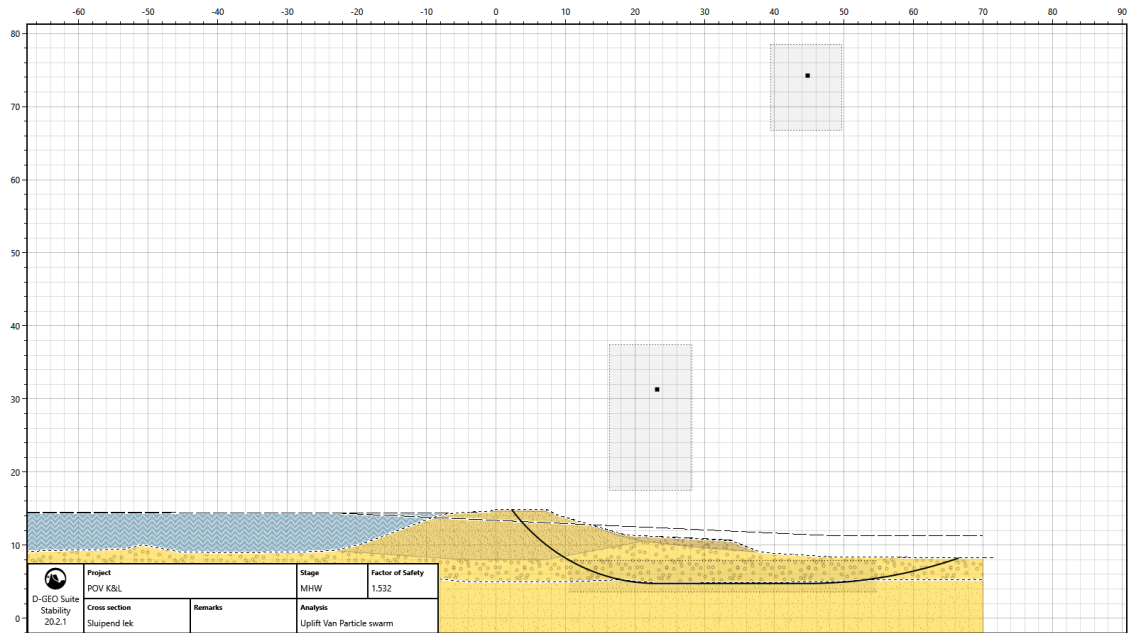 -60 -50 -40 -30 -20 -10 0 10 20 30 40 50 60 70 80 90
80
70
60
50
40
30
20
10
0
D-GEO Suite
Stability
20.2.1
Project
POV K&L
Stage
MHW
Factor of Safety
1.532
Cross section
Sluipend lek
Remarks
Analysis
Uplift Van Particle swarm